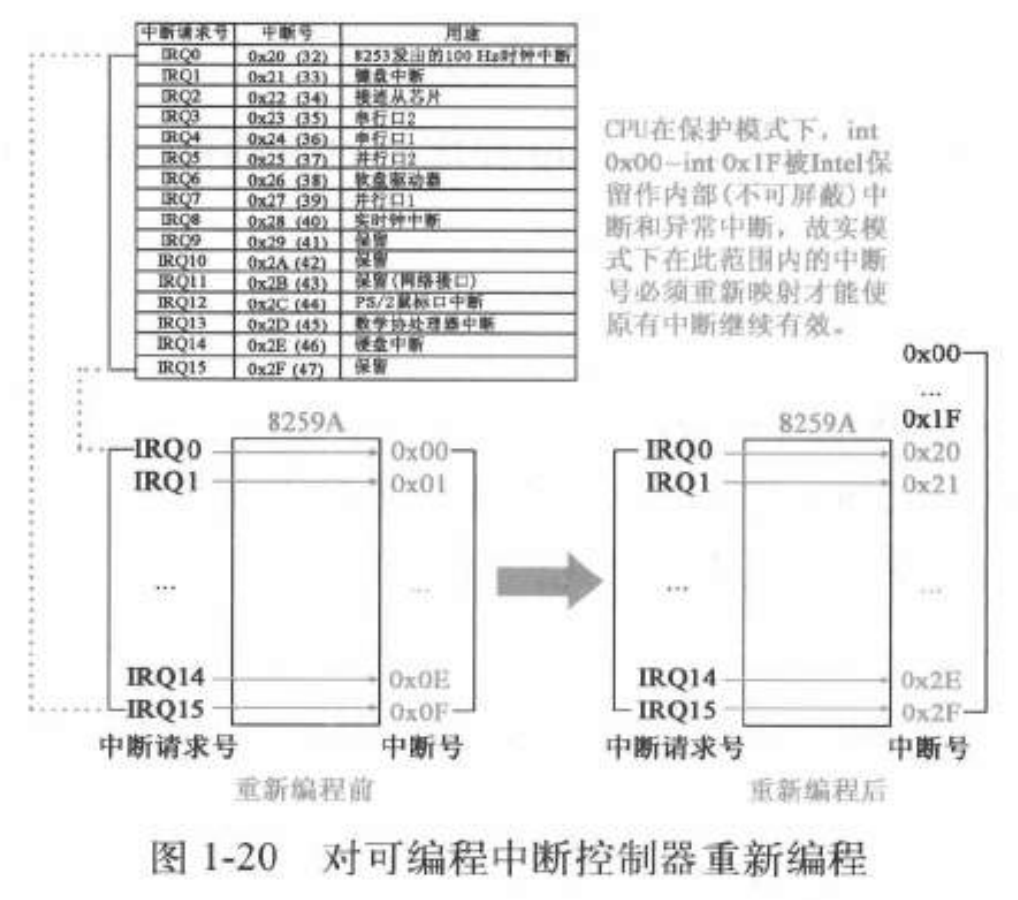 中断请求号 中断号 用途
IRQ0 0x20 (32) 8253发出的100 Hz时钟中断
IRQ1 0x21 (33) 键盘中断
IRQ2 0x22 (34) 接连从芯片
IRQ3 0x23 (35) 串行口2
IRQ4 0x24 (36) 串行口1
IRQ5 0x25 (37) 并行口2
IRQ6 0x26 (38) 软盘驱动器
IRQ7 0x27 (39) 并行口1
IRQ8 0x28 (40) 实时钟中断
IRQ9 0x29 (41) 保留
IRQ10 0x2A (42) 保留
IRQ11 0x2B (43) 保留(网络接口)
IRQ12 0x2C (44) PS/2鼠标口中断
IRQ13 0x2D (45) 数学协处理器中断
IRQ14 0x2E (46) 硬盘中断
IRQ15 0x2F (47) 保留
CPU在保护模式下，int
0x00~int 0x1F被Intel保
留作内部(不可屏蔽)中
断和异常中断，故实模
式下在此范围内的中断
号必须重新映射才能使
原有中断继续有效。
8259A
IRQ0 0x00
IRQ1 0x01
... ...
IRQ14 0x0E
IRQ15 0x0F
中断请求号 中断号
重新编程前
0x00
...
8259A 0x1F
IRQ0 0x20
IRQ1 0x21
... ...
IRQ14 0x2E
IRQ15 0x2F
中断请求号 中断号
重新编程后
图 1-20 对可编程中断控制器重新编程